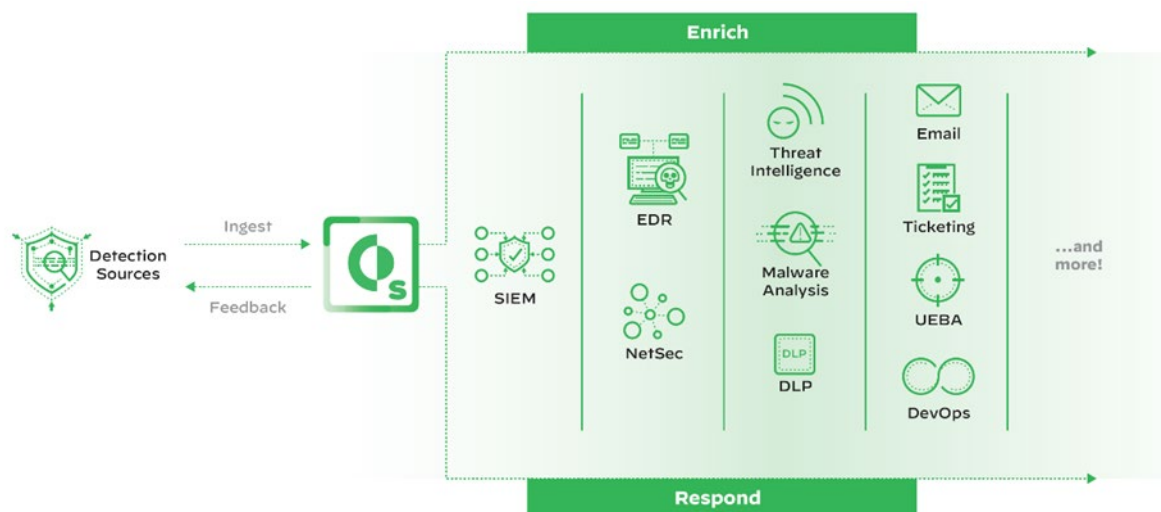 Enrich
Ingest
Feedback
Detection
Sources
S
SIEM
EDR
NetSec
Threat
Intelligence
Malware
Analysis
DLP
DLP
Email
Ticketing
UEBA
DevOps
...and
more!
Respond